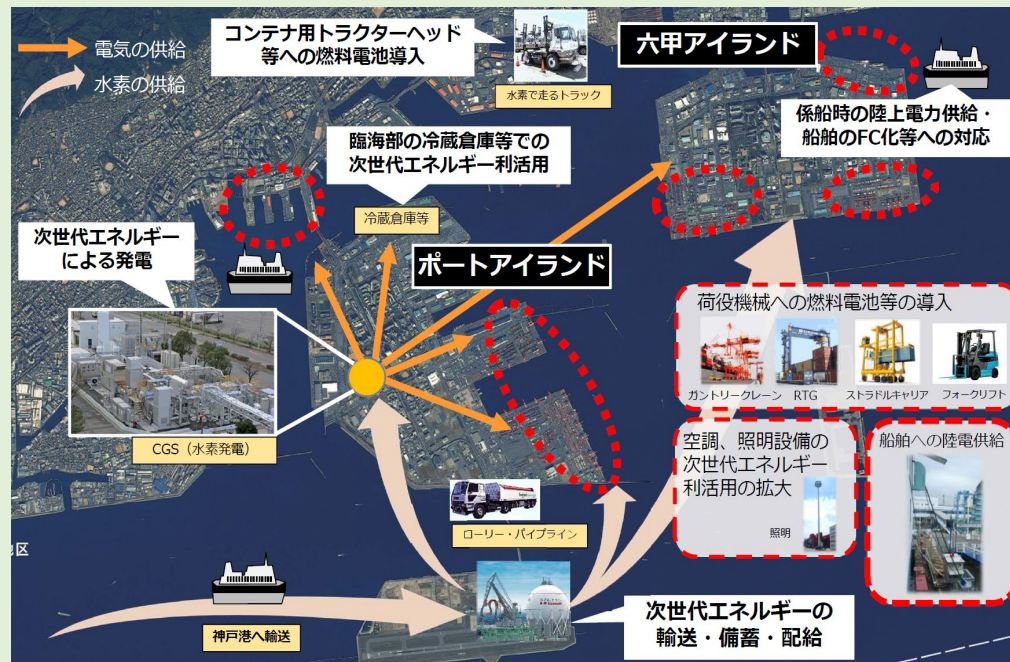 電気の供給
水素の供給
コンテナ用トラクターヘッド
等への燃料電池導入
水素で走るトラック
六甲アイランド
係船時の陸上電力供給・
船舶のFC化等への対応
臨海部の冷蔵倉庫等での
次世代エネルギー利活用
冷蔵倉庫等
次世代エネルギー
による発電
ポートアイランド
CGS（水素発電）
荷役機械への燃料電池等の導入
ガントリークレーン RTG ストラドルキャリア フォークリフト
空調、照明設備の
次世代エネルギー
利活用の拡大
照明
船舶への陸電供給
ローリー・パイプライン
地区
神戸港へ輸送
次世代エネルギーの
輸送・備蓄・配給